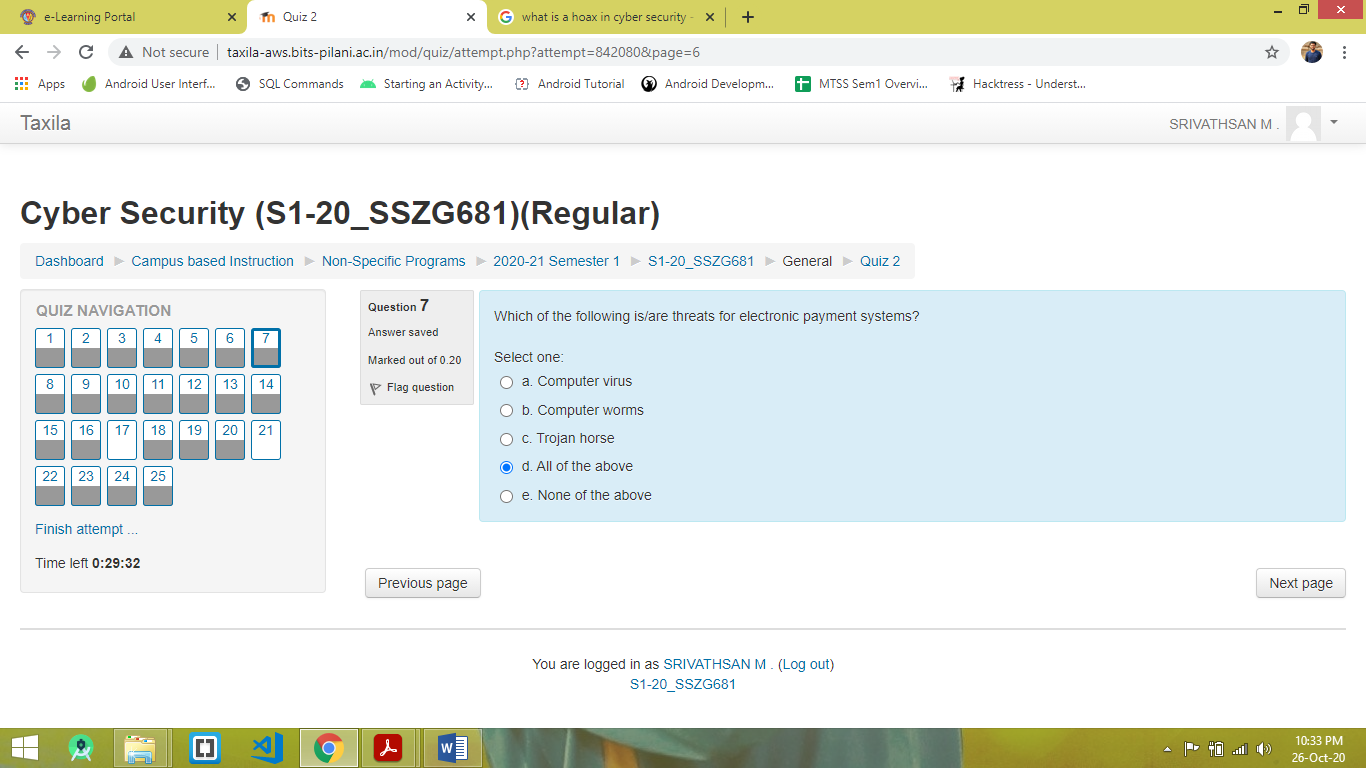 e-Learning Portal
Quiz 2
what is a hoax in cyber security -
Not secure
taxila-aws.bits-pilani.ac.in/mod/quiz/attempt.php?attempt=842080&page=6
Apps
Android User Interf...
SQL Commands
Starting an Activity...
Android Tutorial
Android Developm...
MTSS Sem1 Overvi...
Hacktress - Underst...
Taxila
SRIVATHSAN M .
Cyber Security (S1-20_SSZG681)(Regular)
Dashboard ► Campus based Instruction ► Non-Specific Programs ► 2020-21 Semester 1 ► S1-20_SSZG681 ► General ► Quiz 2
QUIZ NAVIGATION
1 2 3 4 5 6 7
8 9 10 11 12 13 14
15 16 17 18 19 20 21
22 23 24 25
Finish attempt ...
Time left 0:29:32
Question 7
Answer saved
Marked out of 0.20
Flag question
Which of the following is/are threats for electronic payment systems?
Select one:
a. Computer virus
b. Computer worms
c. Trojan horse
d. All of the above
e. None of the above
Previous page
Next page
You are logged in as SRIVATHSAN M . (Log out)
S1-20_SSZG681
10:33 PM
26-Oct-20